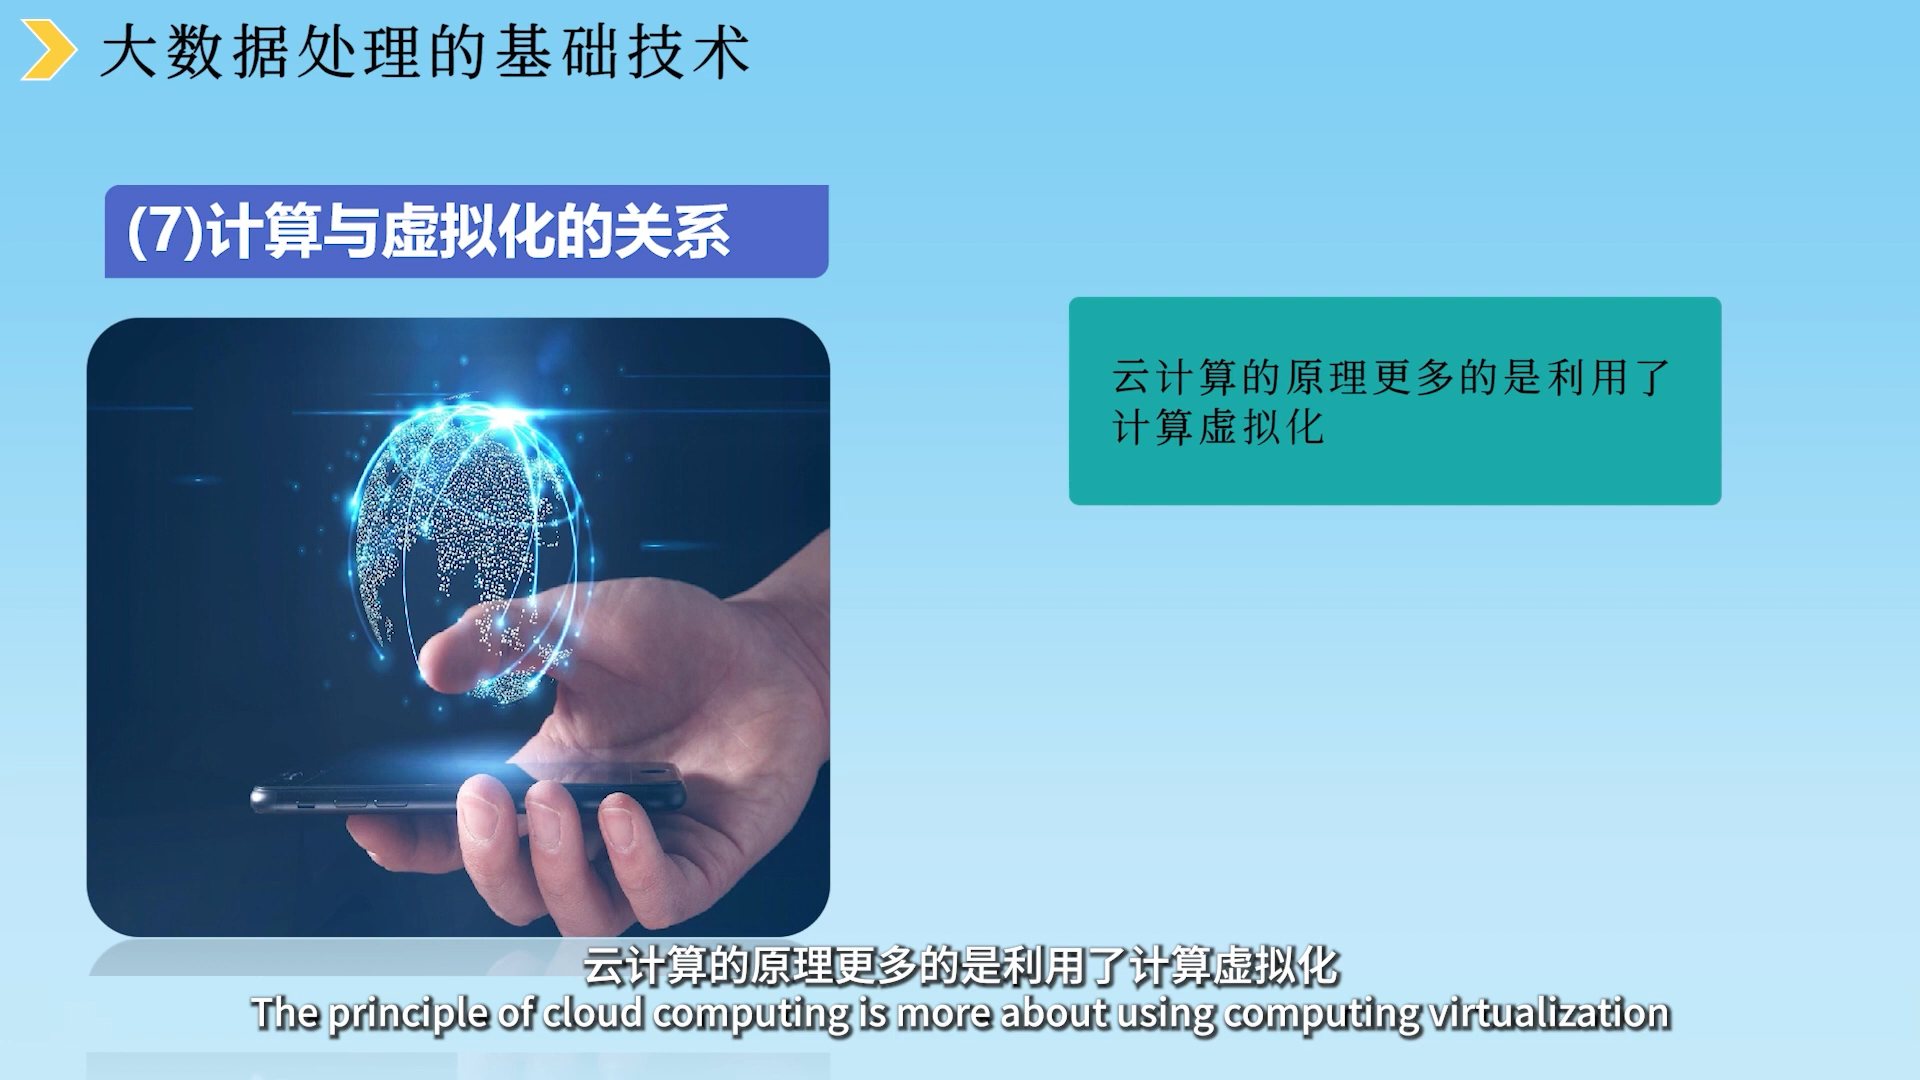 大数据处理的基础技术
(7)计算与虚拟化的关系
云计算的原理更多的是利用了
计算虚拟化
云计算的原理更多的是利用了计算虚拟化
The principle of cloud computing is more about using computing virtualization